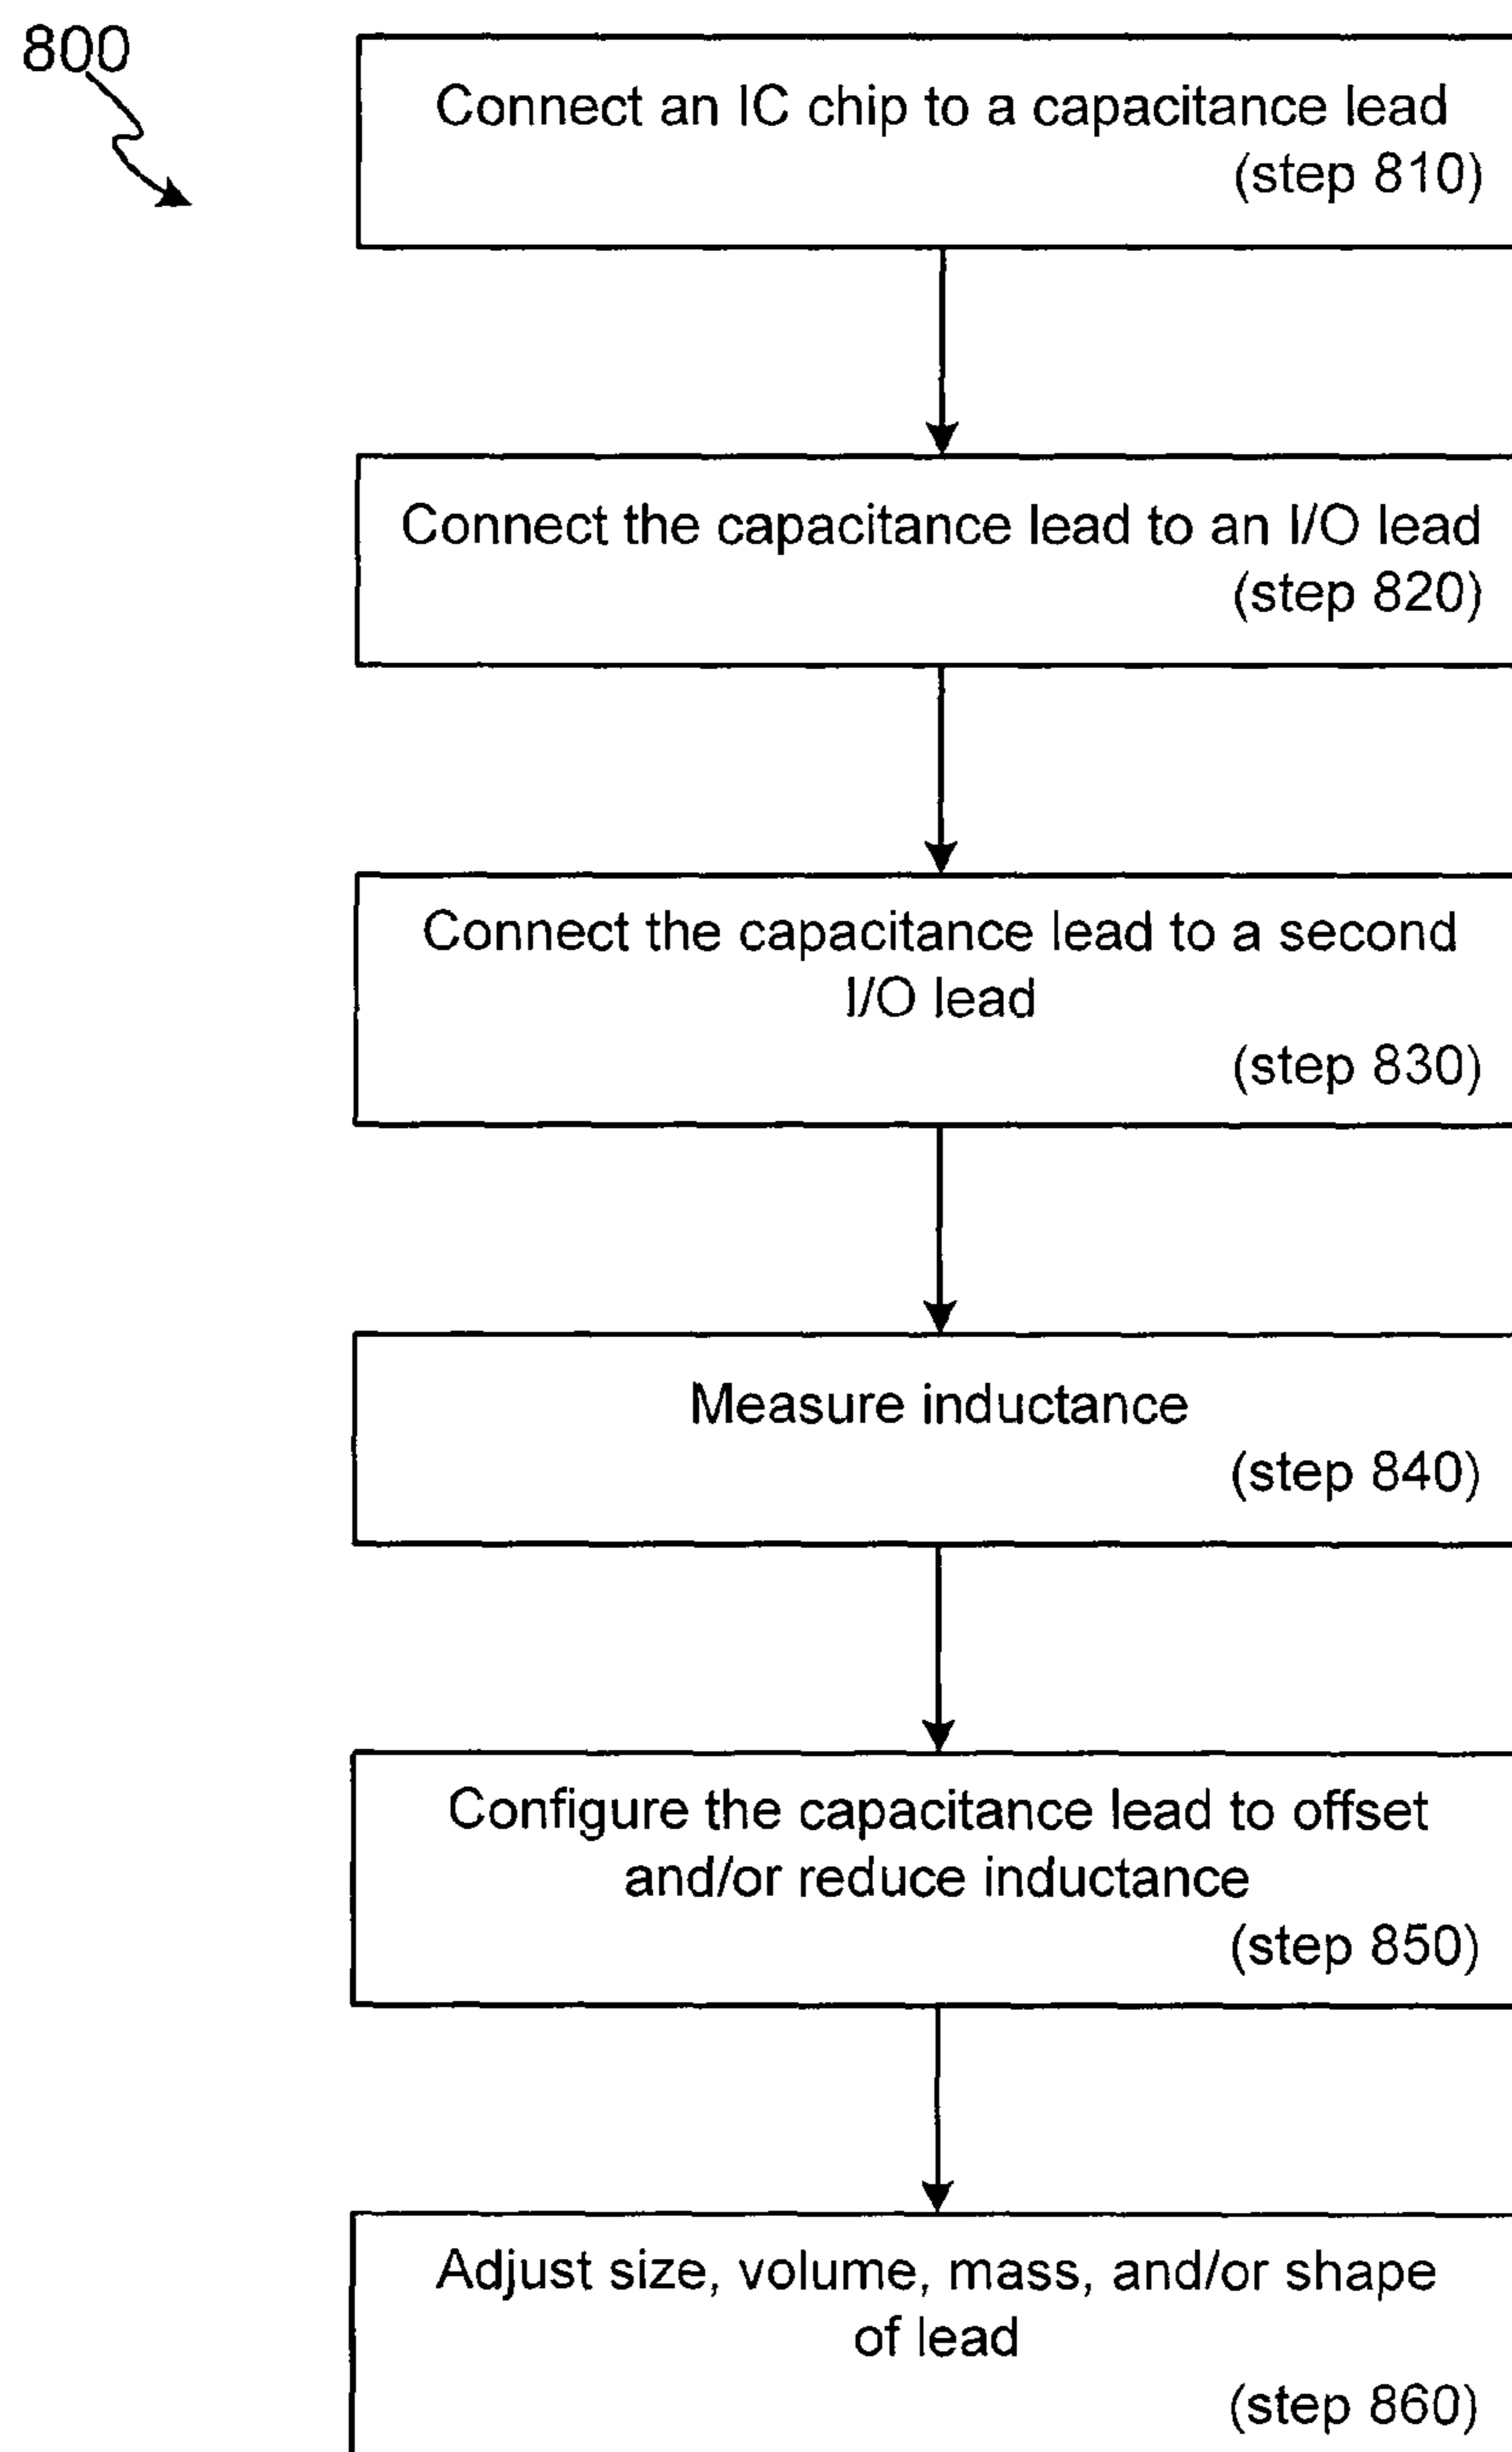 800
Connect an IC chip to a capacitance lead
(step 810)
Connect the capacitance lead to an I/O lead
(step 820)
Connect the capacitance lead to a second
I/O lead
(step 830)
Measure inductance
(step 840)
Configure the capacitance lead to offset
and/or reduce inductance
(step 850)
Adjust size, volume, mass, and/or shape
of lead
(step 860)